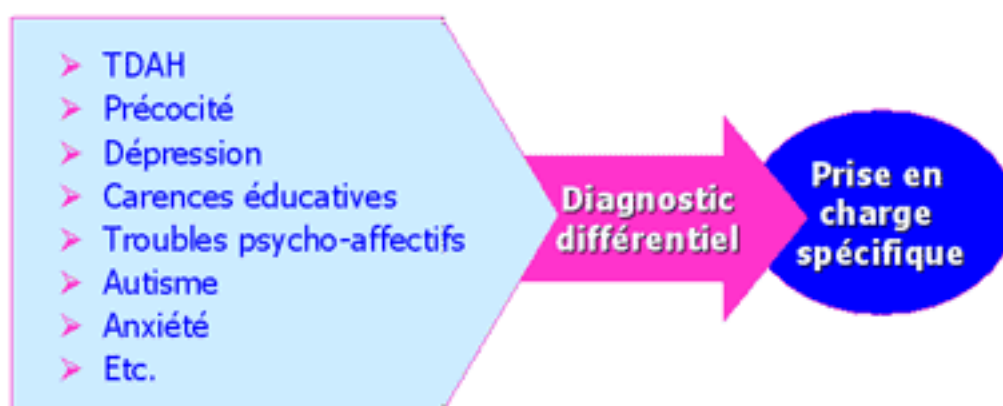 TDAH
Précocité
Dépression
Carences éducatives
Troubles psycho-affectifs
Autisme
Anxiété
Etc.
Diagnostic
différentiel
Prise en
charge
spécifique